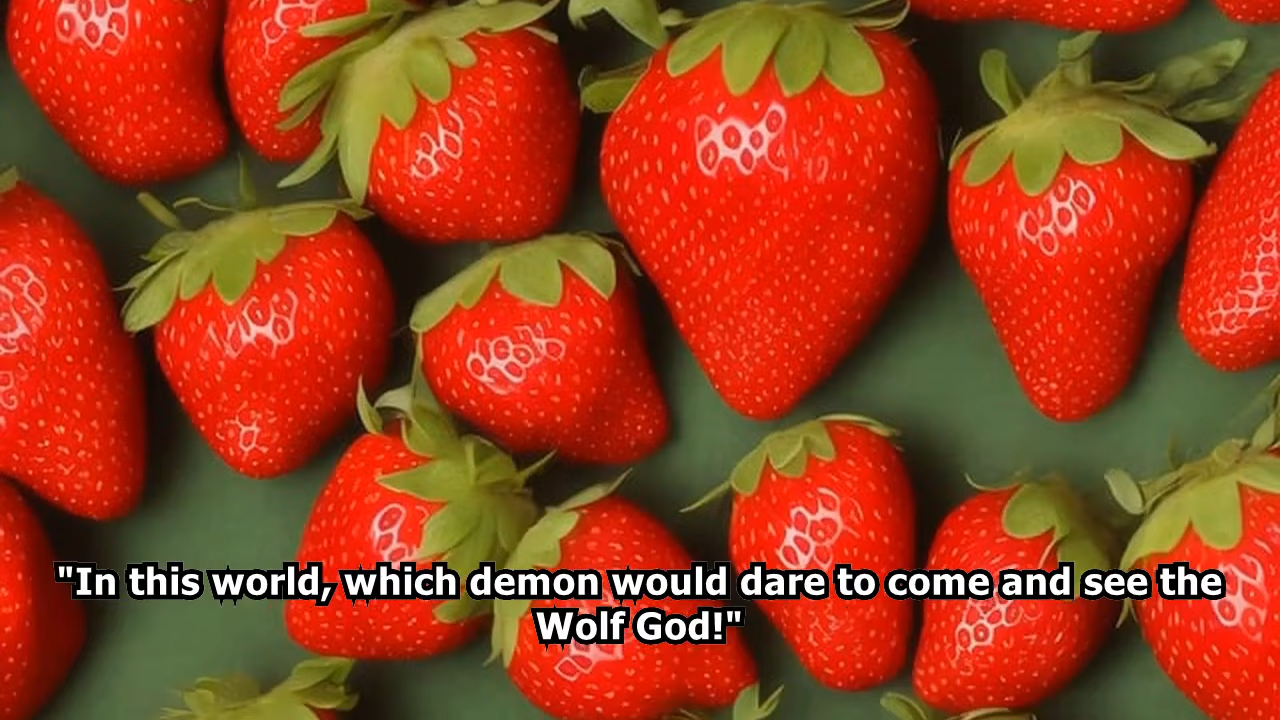 "In this world, which demon would dare to come and see the
Wolf God!"